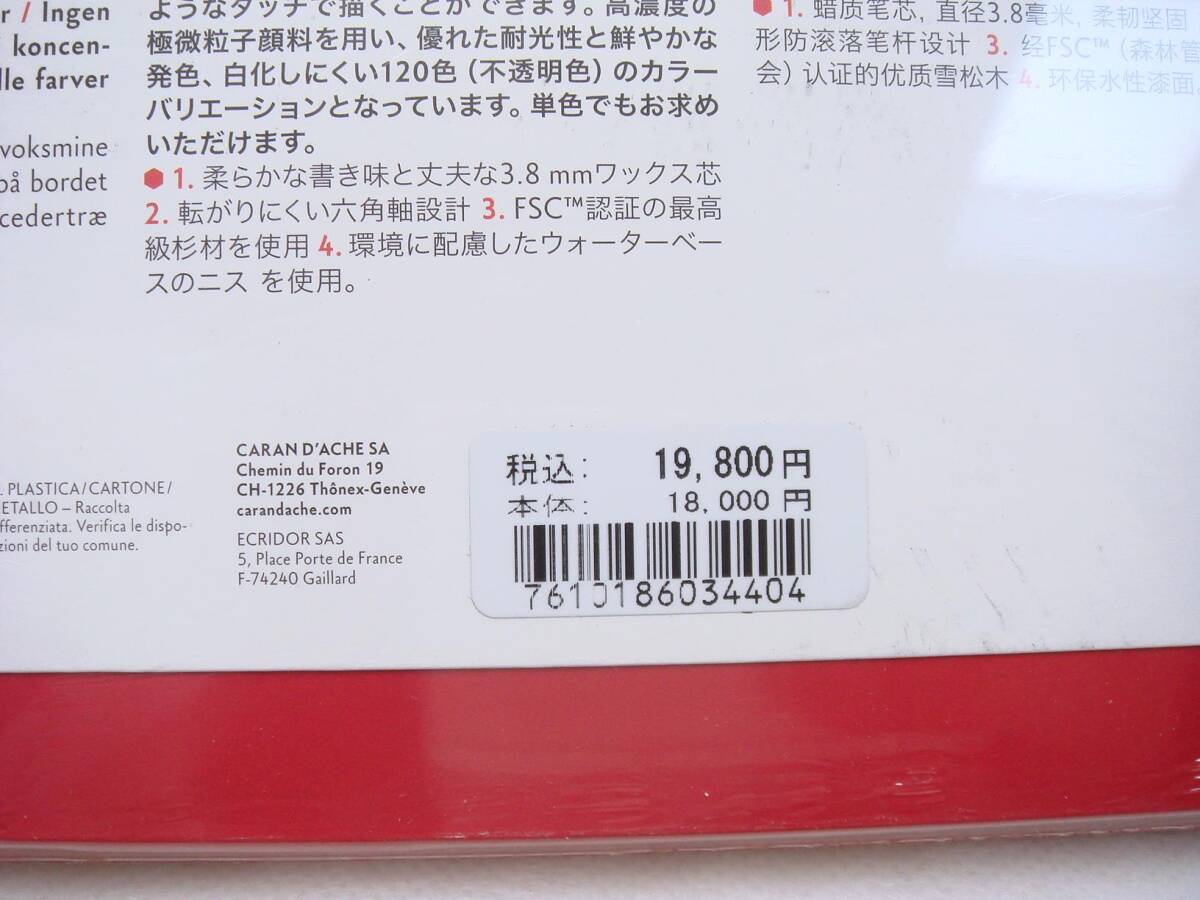 r / Ingen
koncen-
lle farver
voksmine
på bordet
cedertræ
ようなタッチで描くことができます。高濃度の
極微粒子顔料を用い、優れた耐光性と鮮やかな
発色、白化しにくい120色（不透明色）のカラー
バリエーションとなっています。単色でもお求め
いただけます。
1. 柔らかな書き味と丈夫な3.8 mmワックス芯
2. 転がりにくい六角軸設計 3. FSC™認証の最高
級杉材を使用 4. 環境に配慮したウォーターベー
スのニス を使用。
1. 蜡质笔芯, 直径3.8毫米, 柔韧坚固
形防滚落笔杆设计 3. 经FSC™（森林管
会）认证的优质雪松木 4. 环保水性漆面。
PLASTICA/CARTONE/
ETALLO – Raccolta
fferenziata. Verifica le dispo-
zioni del tuo comune.
CARAN D'ACHE SA
Chemin du Foron 19
CH-1226 Thônex-Genève
carandache.com
ECRIDOR SAS
5, Place Porte de France
F-74240 Gaillard
税込: 19,800円
本体: 18,000円
7610186034404